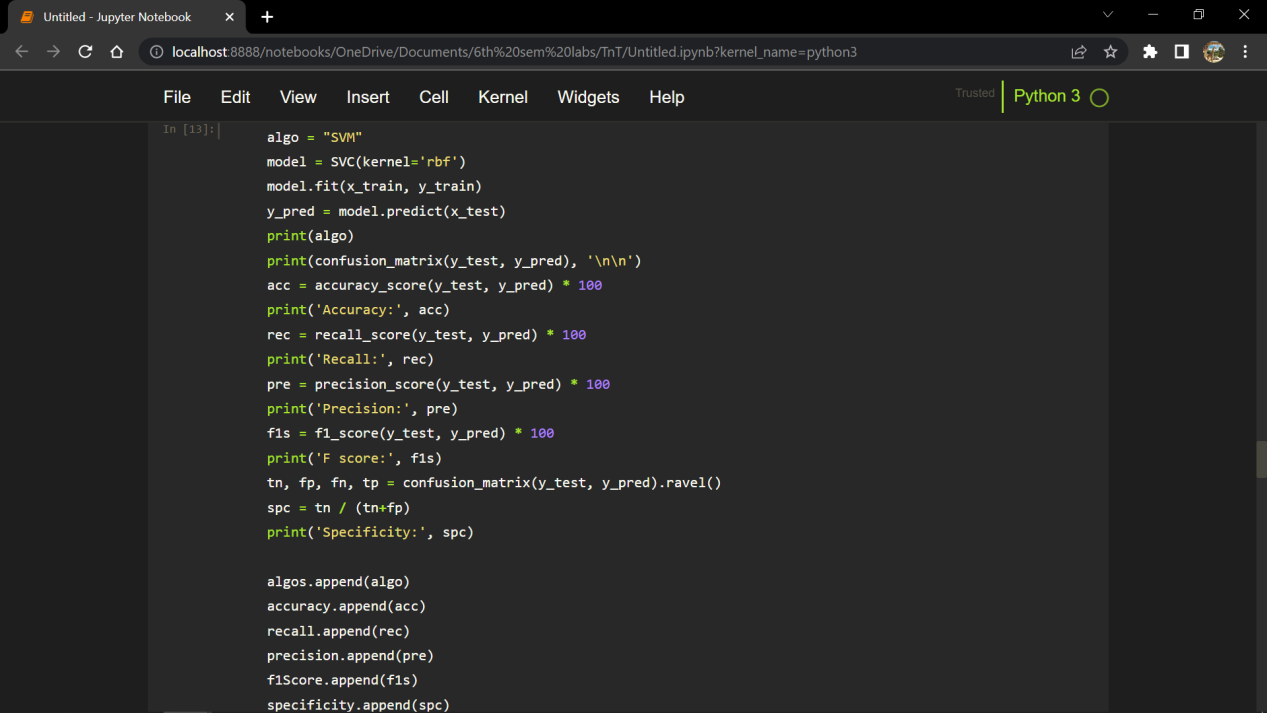 Untitled - Jupyter Notebook
localhost:8888/notebooks/OneDrive/Documents/6th%20sem%20labs/TnT/Untitled.ipynb?kernel_name=python3
File Edit View Insert Cell Kernel Widgets Help Trusted Python 3
In [13]:
algo = "SVM"
model = SVC(kernel='rbf')
model.fit(x_train, y_train)
y_pred = model.predict(x_test)
print(algo)
print(confusion_matrix(y_test, y_pred), '\n\n')
acc = accuracy_score(y_test, y_pred) * 100
print('Accuracy:', acc)
rec = recall_score(y_test, y_pred) * 100
print('Recall:', rec)
pre = precision_score(y_test, y_pred) * 100
print('Precision:', pre)
f1s = f1_score(y_test, y_pred) * 100
print('F score:', f1s)
tn, fp, fn, tp = confusion_matrix(y_test, y_pred).ravel()
spc = tn / (tn+fp)
print('Specificity:', spc)
algos.append(algo)
accuracy.append(acc)
recall.append(rec)
precision.append(pre)
f1Score.append(f1s)
specificity.append(spc)